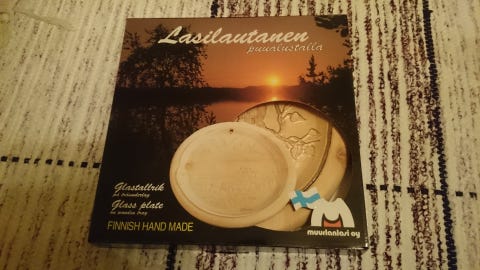 Lasilautanen
puualustalla
Glastallrik
på träunderlag
Glass plate
on wooden tray
FINNISH HAND MADE
muurlanlasi oy